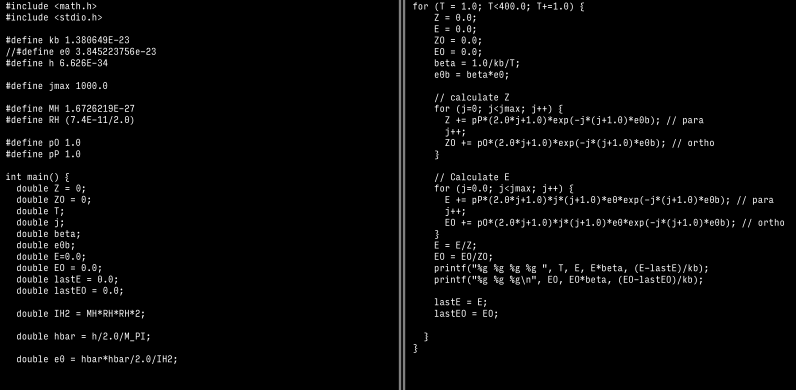 #include <math.h>
#include <stdio.h>
#define kb 1.380649E-23
//#define e0 3.845223756e-23
#define h 6.626E-34
#define jmax 1000.0
#define MH 1.6726219E-27
#define RH (7.4E-11/2.0)
#define pO 1.0
#define pP 1.0
int main() {
double Z = 0;
double ZO = 0;
double T;
double j;
double beta;
double e0b;
double E=0.0;
double EO = 0.0;
double lastE = 0.0;
double lastEO = 0.0;
double IH2 = MH*RH*RH*2;
double hbar = h/2.0/M_PI;
double e0 = hbar*hbar/2.0/IH2;
for (T = 1.0; T<400.0; T+=1.0) {
Z = 0.0;
E = 0.0;
ZO = 0.0;
EO = 0.0;
beta = 1.0/kb/T;
e0b = beta*e0;
// calculate Z
for (j=0; j<jmax; j++) {
Z += pP*(2.0*j+1.0)*exp(-j*(j+1.0)*e0b); // para
j++;
ZO += pO*(2.0*j+1.0)*exp(-j*(j+1.0)*e0b); // ortho
}
// Calculate E
for (j=0.0; j<jmax; j++) {
E += pP*(2.0*j+1.0)*j*(j+1.0)*e0*exp(-j*(j+1.0)*e0b); // para
j++;
EO += pO*(2.0*j+1.0)*j*(j+1.0)*e0*exp(-j*(j+1.0)*e0b); // ortho
}
E = E/Z;
EO = EO/ZO;
printf("%g %g %g %g ", T, E, E*beta, (E-lastE)/kb);
printf("%g %g %g\n", EO, EO*beta, (EO-lastEO)/kb);
lastE = E;
lastEO = EO;
}
}